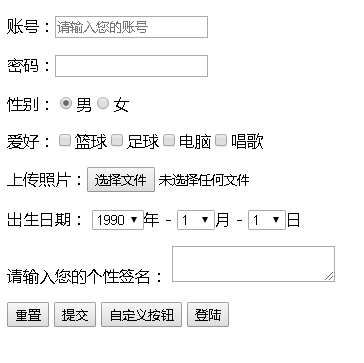 账号：请输入您的账号
密码：
性别：男 女
爱好：篮球 足球 电脑 唱歌
上传照片：选择文件 未选择任何文件
出生日期：1990 年 - 1 月 - 1 日
请输入您的个性签名：
重置 提交 自定义按钮 登陆